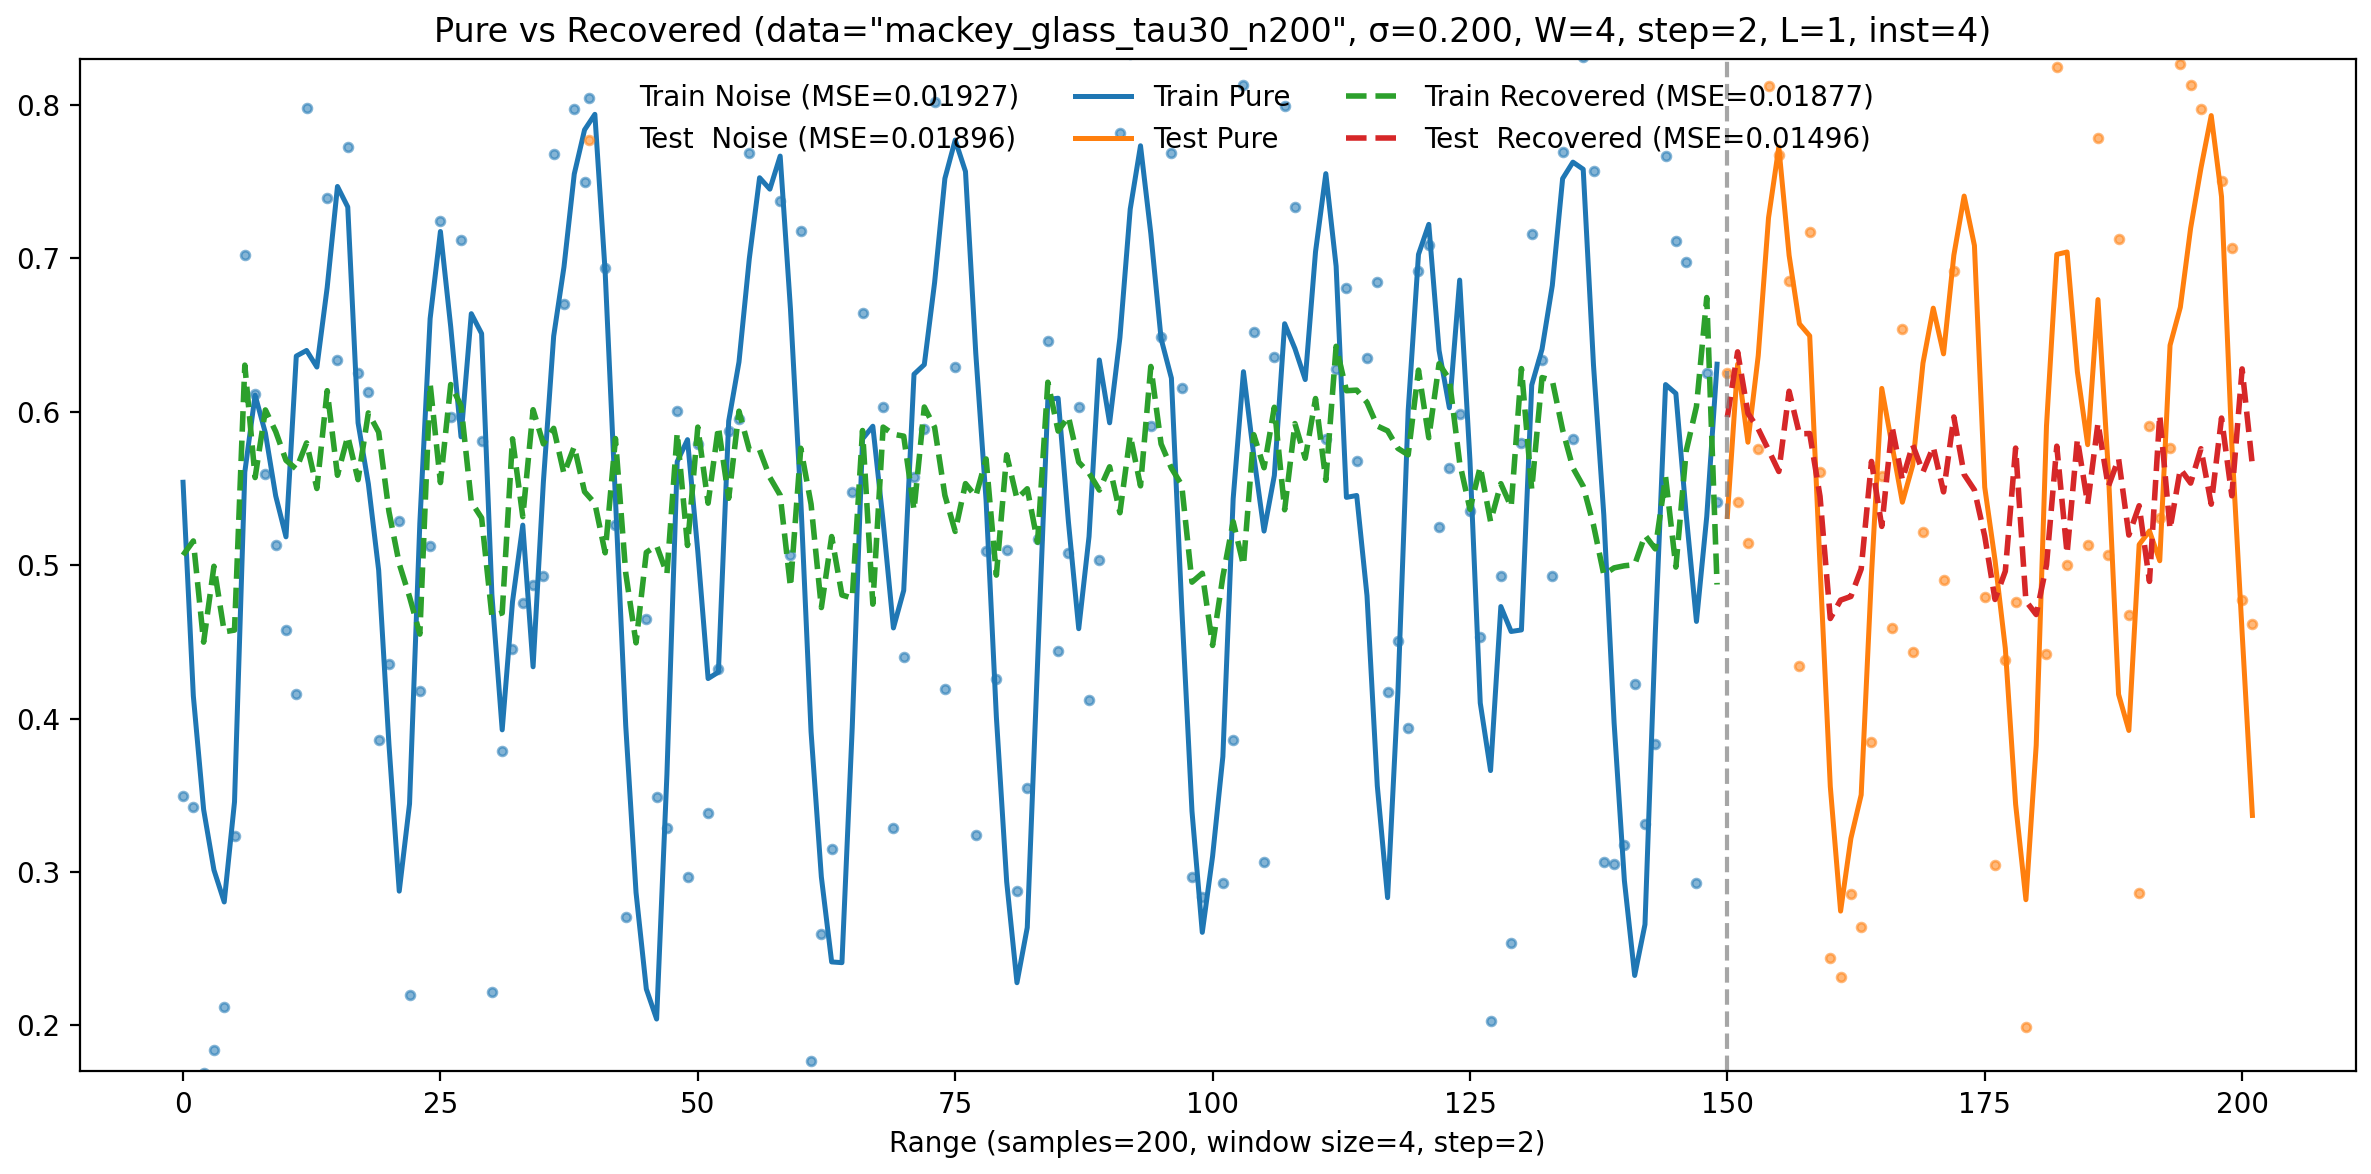 Pure vs Recovered (data="mackey_glass_tau30_n200", σ=0.200, W=4, step=2, L=1, inst=4)
Train Noise (MSE=0.01927)
Test  Noise (MSE=0.01896)
Train Pure
Test Pure
Train Recovered (MSE=0.01877)
Test  Recovered (MSE=0.01496)
0.8
0.7
0.6
0.5
0.4
0.3
0.2
0 25 50 75 100 125 150 175 200
Range (samples=200, window size=4, step=2)